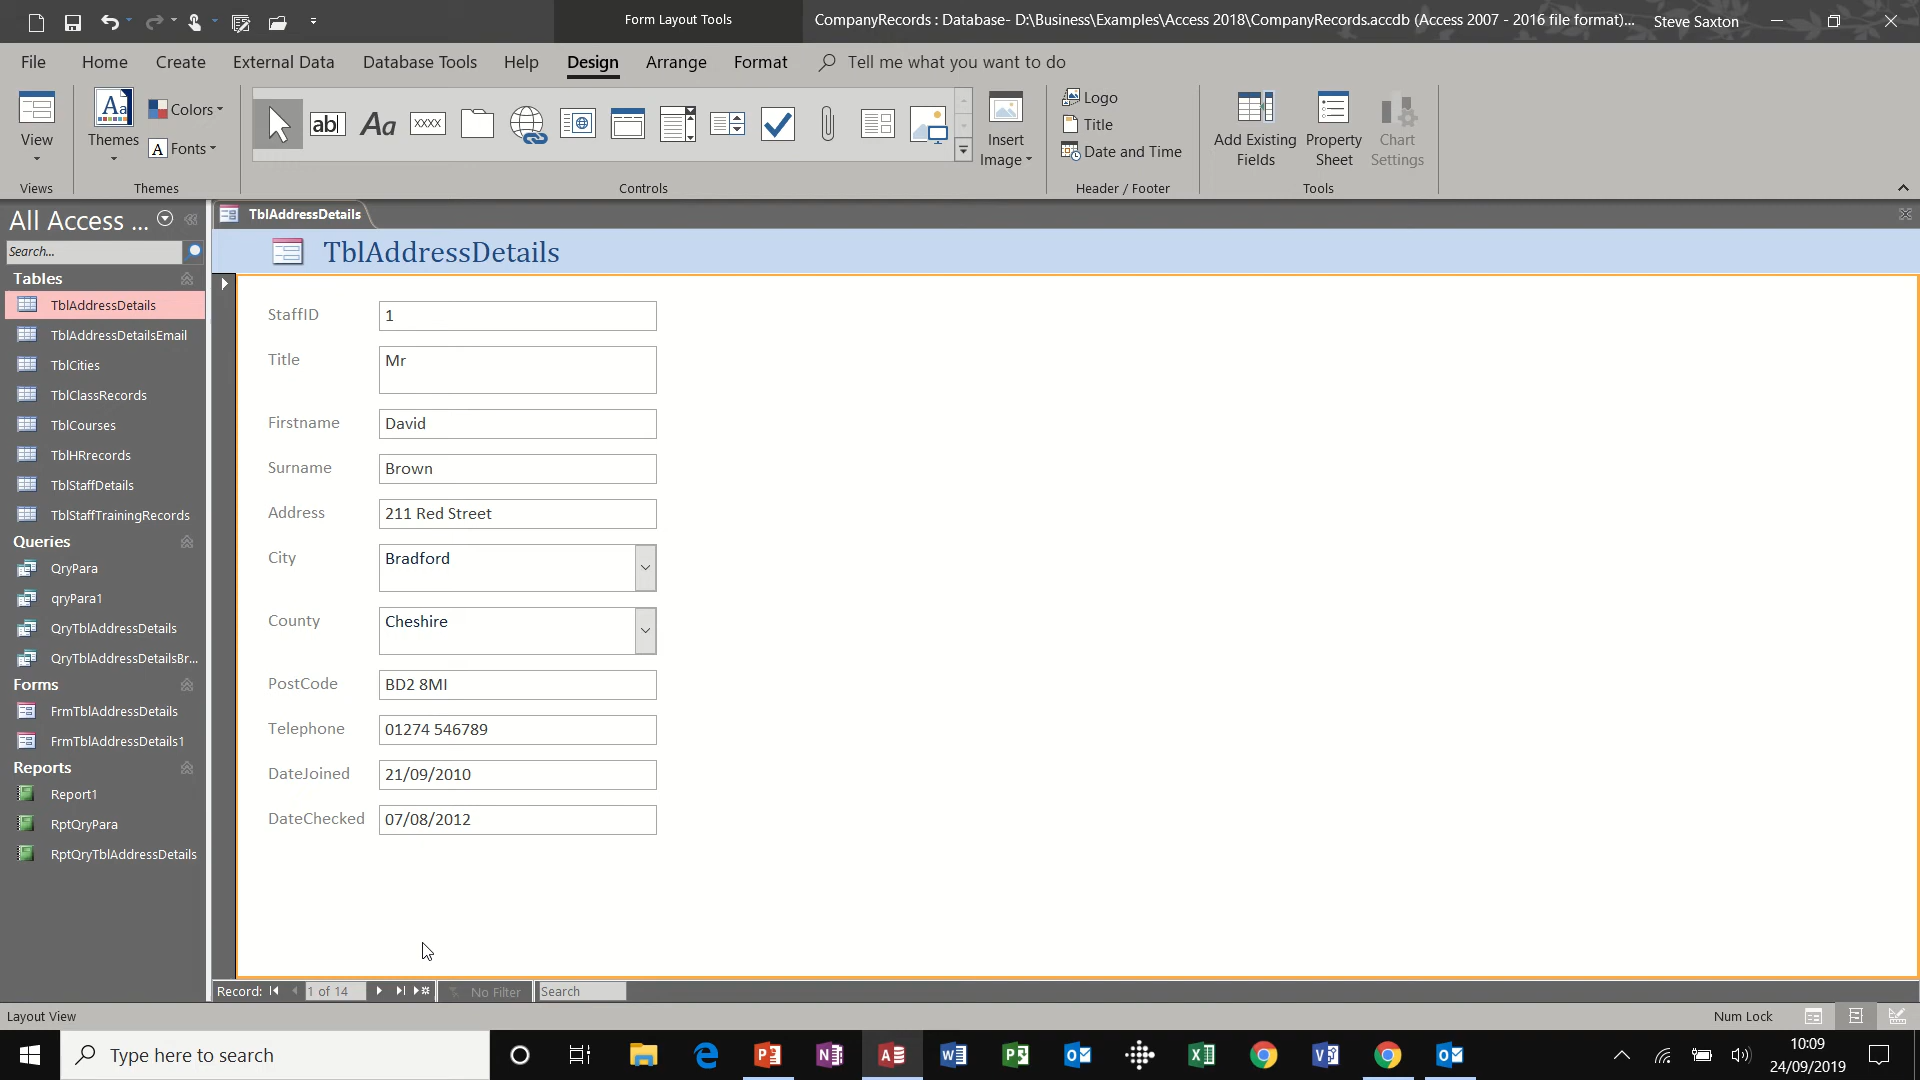 Form Layout Tools
CompanyRecords : Database- D:\Business\Examples\Access 2018\CompanyRecords.accdb (Access 2007 - 2016 file format)...
Steve Saxton
File
Home
Create
External Data
Database Tools
Help
Design
Arrange
Format
Tell me what you want to do
View
Views
Aa
Themes
Colors
A Fonts
Themes
ab|
Aa
XXXX
Controls
Insert
Image
Logo
Title
Date and Time
Header / Footer
Add Existing
Fields
Property
Sheet
Chart
Settings
Tools
All Access ...
Search...
Tables
TblAddressDetails
TblAddressDetailsEmail
TblCities
TblClassRecords
TblCourses
TblHRrecords
TblStaffDetails
TblStaffTrainingRecords
Queries
QryPara
qryPara1
QryTblAddressDetails
QryTblAddressDetailsBr...
Forms
FrmTblAddressDetails
FrmTblAddressDetails1
Reports
Report1
RptQryPara
RptQryTblAddressDetails
TblAddressDetails
TblAddressDetails
StaffID 1
Title Mr
Firstname David
Surname Brown
Address 211 Red Street
City Bradford
County Cheshire
PostCode BD2 8MI
Telephone 01274 546789
DateJoined 21/09/2010
DateChecked 07/08/2012
Record: 1 of 14 No Filter Search
Layout View
Num Lock
Type here to search
10:09
24/09/2019